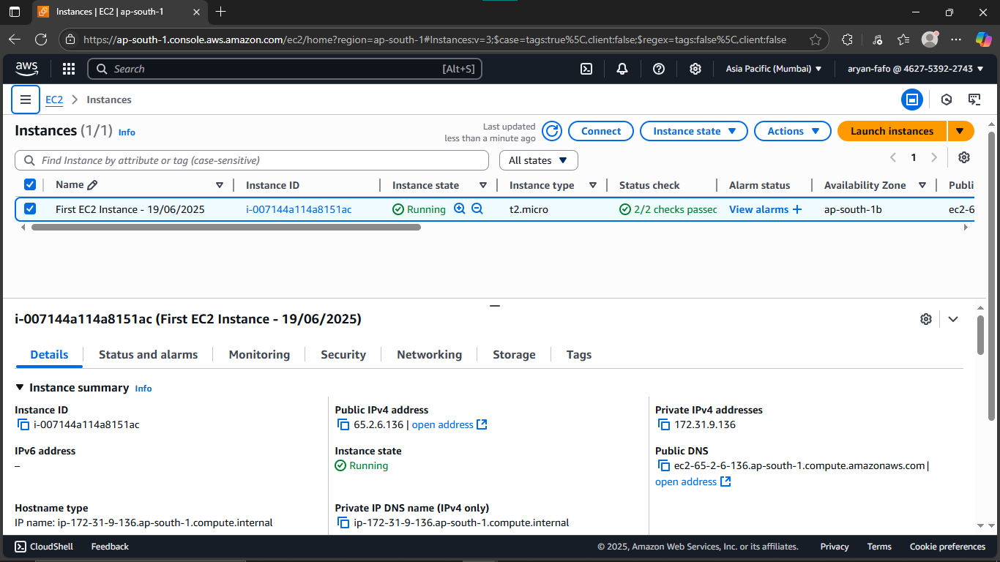 Instances | EC2 | ap-south-1
https://ap-south-1.console.aws.amazon.com/ec2/home?region=ap-south-1#Instances:v=3;$case=tags:true%5C,client:false;$regex=tags:false%5C,client:false
aws
Search [Alt+S]
Asia Pacific (Mumbai)
aryan-fafo @ 4627-5392-2743
EC2 > Instances
Instances (1/1) Info
Last updated
less than a minute ago
Connect
Instance state
Actions
Launch instances
Find Instance by attribute or tag (case-sensitive)
All states
1
Name Instance ID Instance state Instance type Status check Alarm status Availability Zone Publi
First EC2 Instance - 19/06/2025 i-007144a114a8151ac Running t2.micro 2/2 checks passec View alarms + ap-south-1b ec2-6
i-007144a114a8151ac (First EC2 Instance - 19/06/2025)
Details Status and alarms Monitoring Security Networking Storage Tags
Instance summary Info
Instance ID
i-007144a114a8151ac
Public IPv4 address
65.2.6.136 | open address
Private IPv4 addresses
172.31.9.136
IPv6 address
–
Instance state
Running
Public DNS
ec2-65-2-6-136.ap-south-1.compute.amazonaws.com |
open address
Hostname type
IP name: ip-172-31-9-136.ap-south-1.compute.internal
Private IP DNS name (IPv4 only)
ip-172-31-9-136.ap-south-1.compute.internal
CloudShell Feedback
© 2025, Amazon Web Services, Inc. or its affiliates. Privacy Terms Cookie preferences